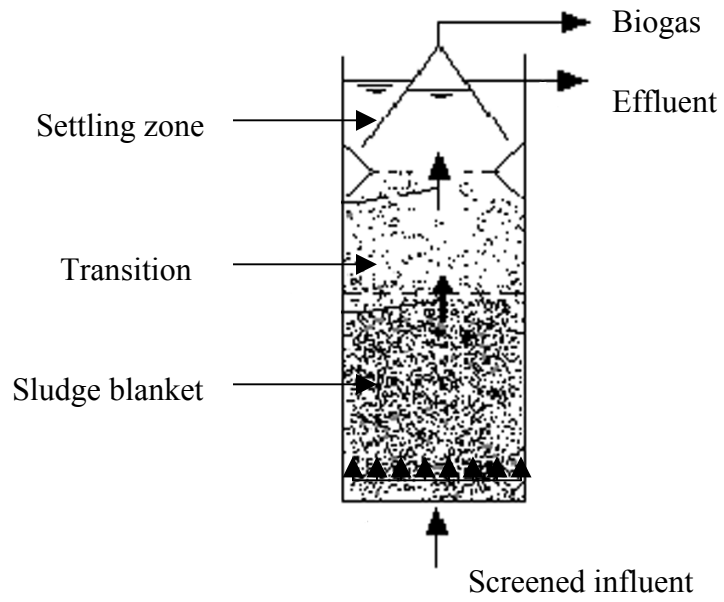 Biogas
Effluent
Settling zone
Transition
Sludge blanket
Screened influent